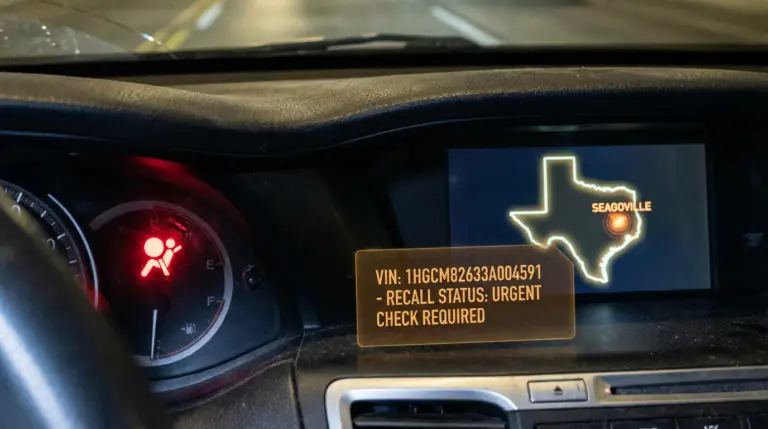 SEAGOVILLE
VIN: 1HGCM82633A004591
- RECALL STATUS: URGENT
CHECK REQUIRED
E
F